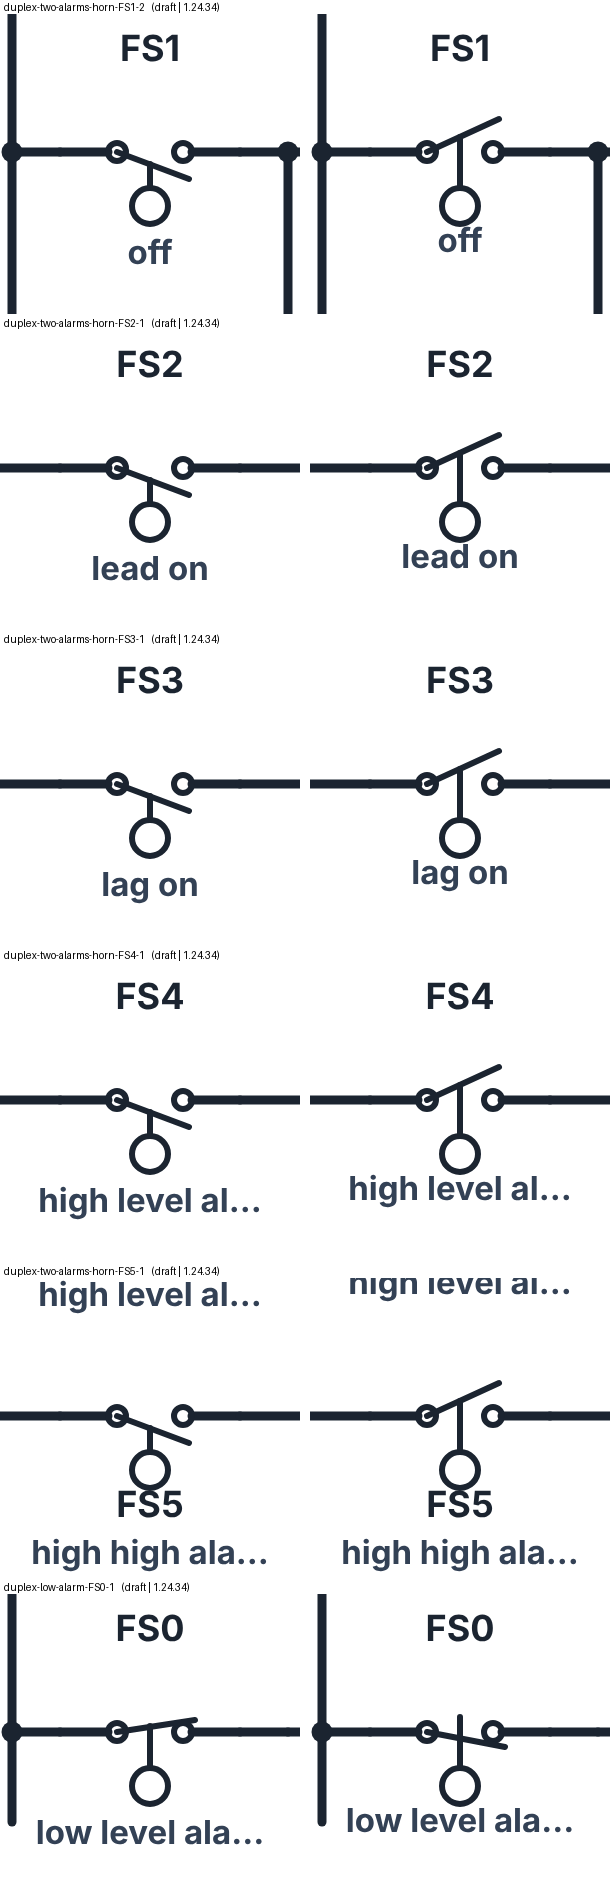 duplex-two-alarms-horn-FS1-2 (draft | 1.24.34)
FS1 FS1
off off
duplex-two-alarms-horn-FS2-1 (draft | 1.24.34)
FS2 FS2
lead on lead on
duplex-two-alarms-horn-FS3-1 (draft | 1.24.34)
FS3 FS3
lag on lag on
duplex-two-alarms-horn-FS4-1 (draft | 1.24.34)
FS4 FS4
high level al... high level al...
duplex-two-alarms-horn-FS5-1 (draft | 1.24.34)
high level al... high level al...
FS5 FS5
high high ala... high high ala...
duplex-low-alarm-FS0-1 (draft | 1.24.34)
FS0 FS0
low level ala... low level ala...